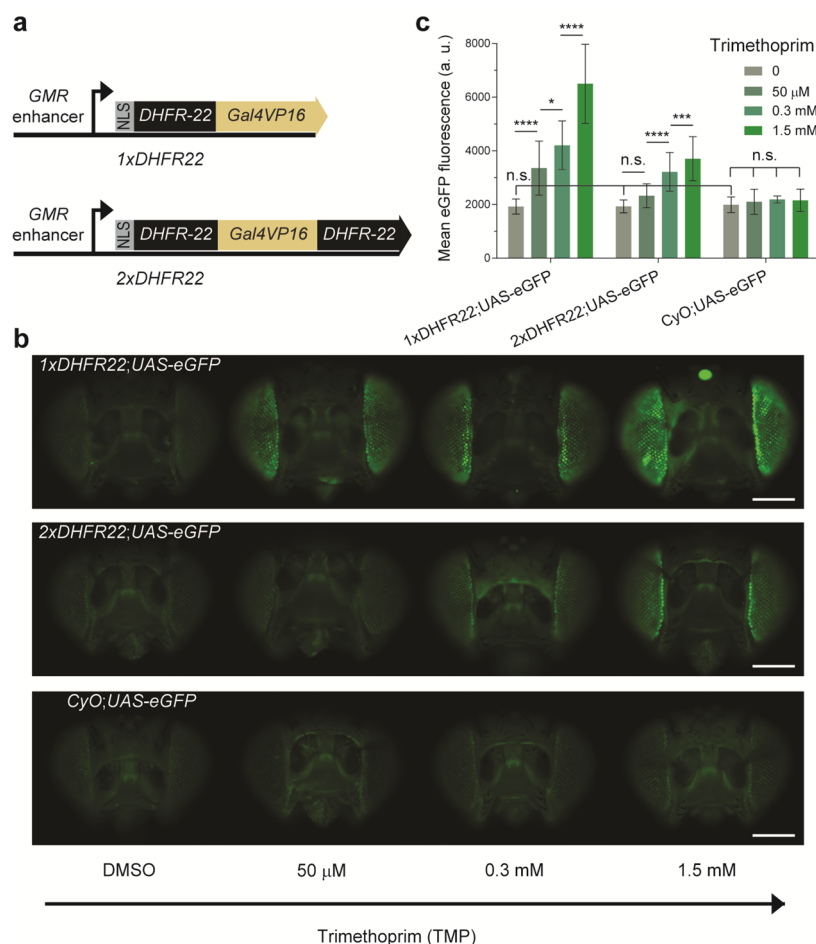 a
GMR
enhancer
NLS
DHFR-22
Gal4VP16
1xDHFR22
GMR
enhancer
NLS
DHFR-22
Gal4VP16
DHFR-22
2xDHFR22
c
Mean eGFP fluorescence (a. u.)
8000
6000
4000
2000
0
n.s.
****
*
****
n.s.
****
***
n.s.
Trimethoprim
0
50 μM
0.3 mM
1.5 mM
1xDHFR22;UAS-eGFP
2xDHFR22;UAS-eGFP
CyO;UAS-eGFP
b
1xDHFR22;UAS-eGFP
2xDHFR22;UAS-eGFP
CyO;UAS-eGFP
DMSO
50 μM
0.3 mM
1.5 mM
Trimethoprim (TMP)